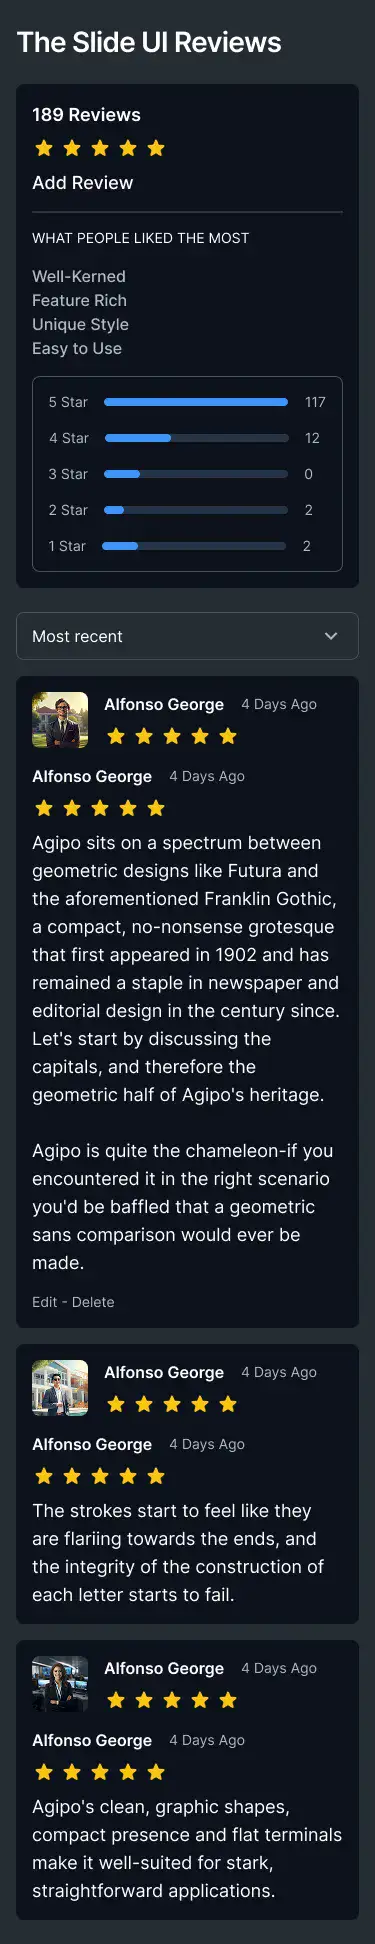 The Slide UI Reviews
189 Reviews
Add Review
WHAT PEOPLE LIKED THE MOST
Well-Kerned
Feature Rich
Unique Style
Easy to Use
5 Star 117
4 Star 12
3 Star 0
2 Star 2
1 Star 2
Most recent
Alfonso George 4 Days Ago
Alfonso George 4 Days Ago
Agipo sits on a spectrum between
geometric designs like Futura and
the aforementioned Franklin Gothic,
a compact, no-nonsense grotesque
that first appeared in 1902 and has
remained a staple in newspaper and
editorial design in the century since.
Let's start by discussing the
capitals, and therefore the
geometric half of Agipo's heritage.
Agipo is quite the chameleon-if you
encountered it in the right scenario
you'd be baffled that a geometric
sans comparison would ever be
made.
Edit - Delete
Alfonso George 4 Days Ago
Alfonso George 4 Days Ago
The strokes start to feel like they
are flariing towards the ends, and
the integrity of the construction of
each letter starts to fail.
Alfonso George 4 Days Ago
Alfonso George 4 Days Ago
Agipo's clean, graphic shapes,
compact presence and flat terminals
make it well-suited for stark,
straightforward applications.